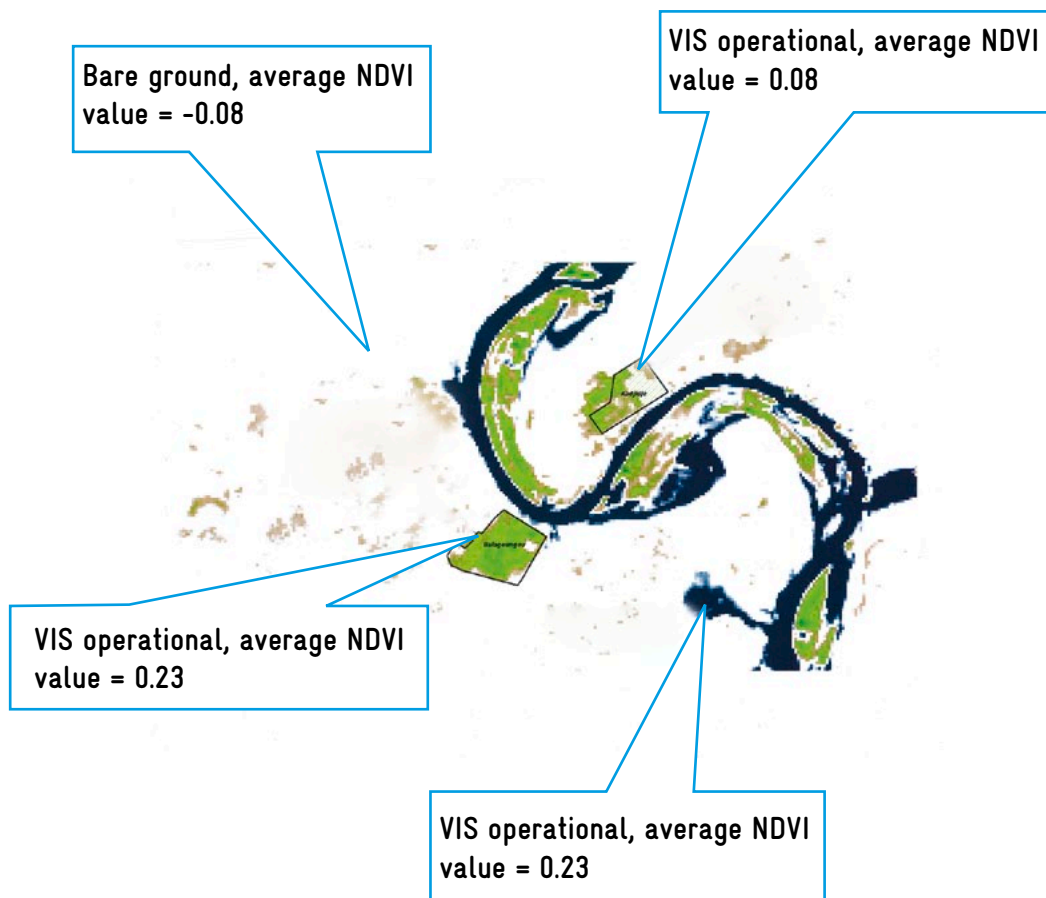 VIS operational, average NDVI
value = 0.08
Bare ground, average NDVI
value = -0.08
VIS operational, average NDVI
value = 0.23
VIS operational, average NDVI
value = 0.23